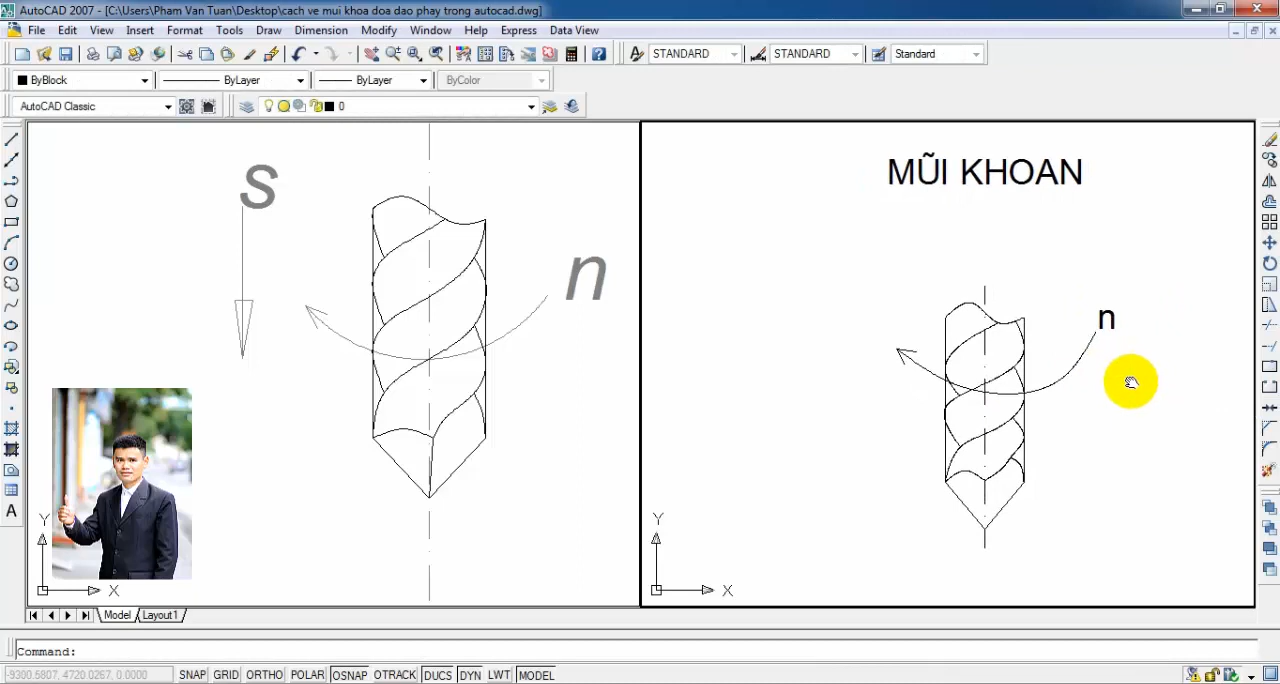 AutoCAD 2007 - [C:\Users\Pham Van Tuan\Desktop\cach ve mui khoa doa dao phay trong autocad.dwg]
File Edit View Insert Format Tools Draw Dimension Modify Window Help Express Data View
STANDARD STANDARD Standard
ByBlock ByLayer ByLayer ByColor
AutoCAD Classic 0
MŨI KHOAN
s
n
n
A
Y
X
Y
X
Model Layout1
Command:
-9300.5807, 4720.0267, 0.0000 SNAP GRID ORTHO POLAR OSNAP OTRACK DUCS DYN LWT MODEL